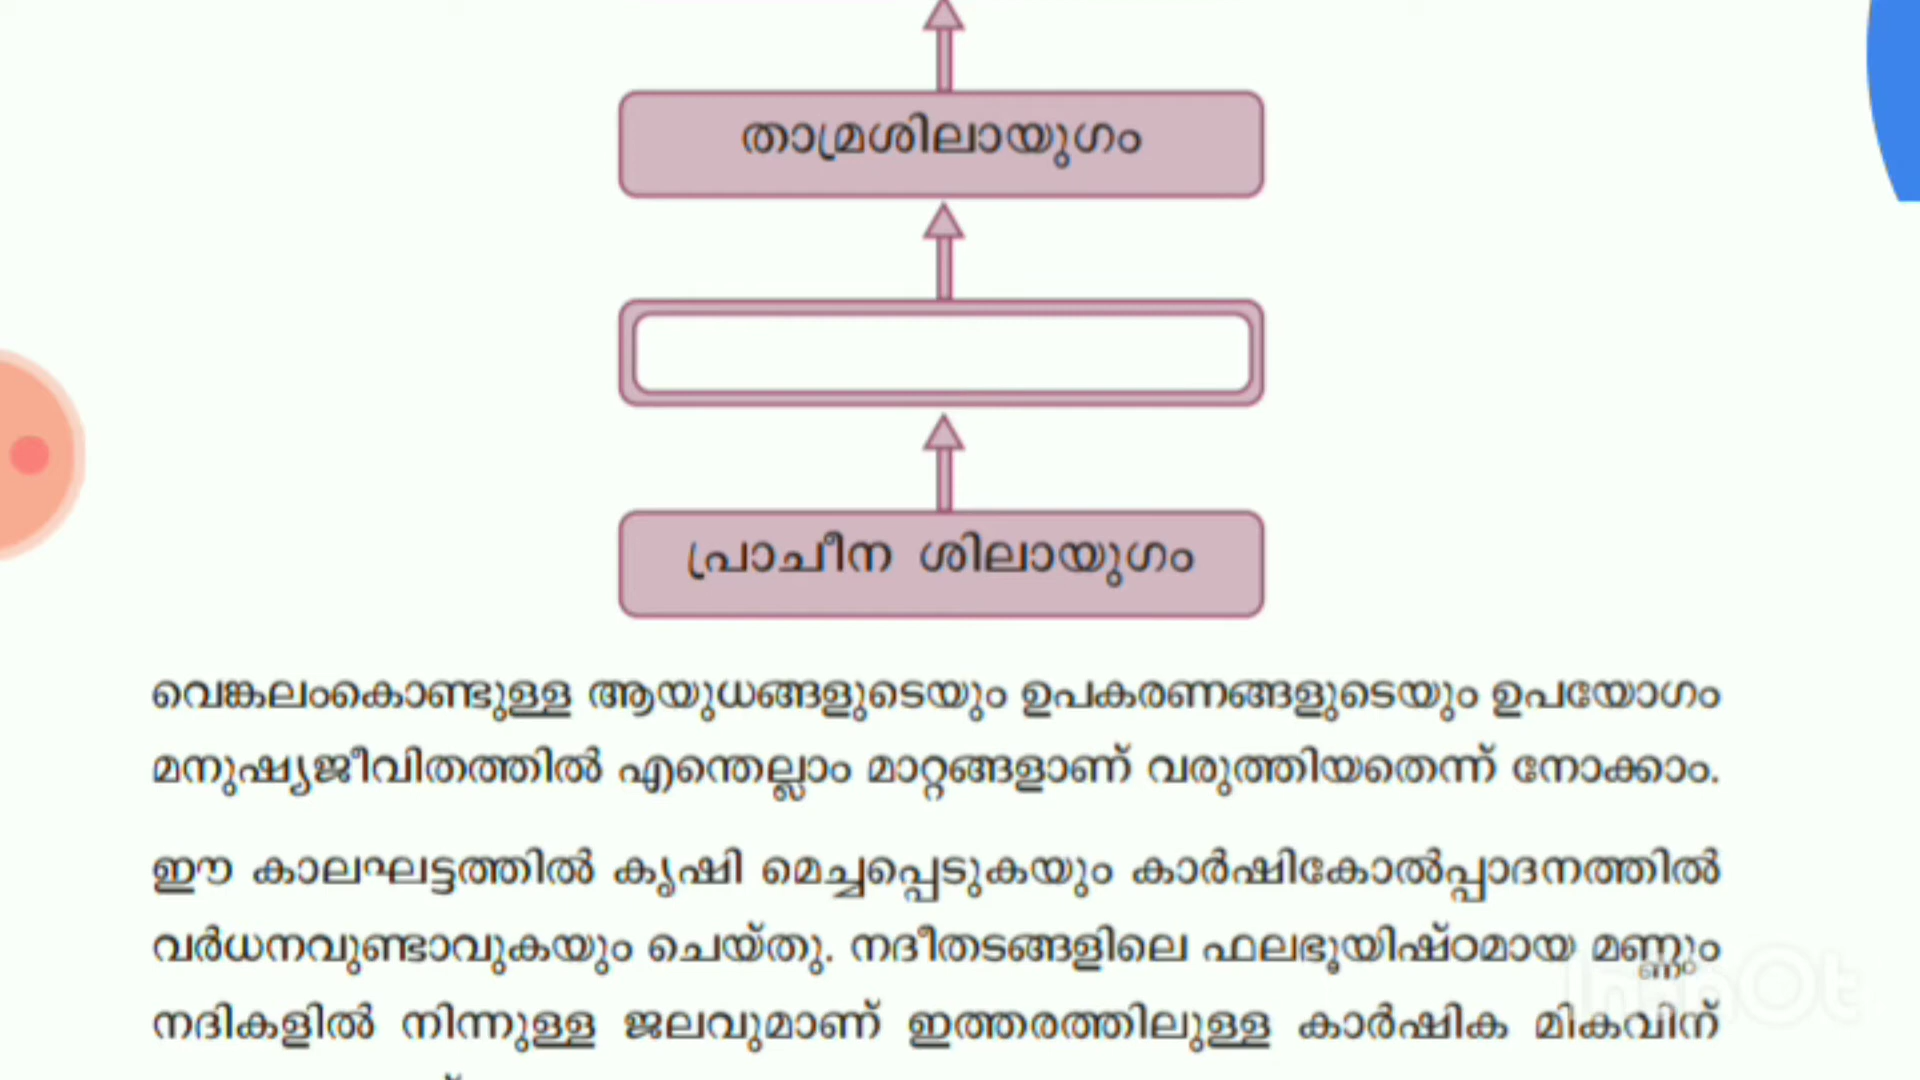 താമ്രശിലായുഗം
പ്രാചീന ശിലായുഗം
വെങ്കലംകൊണ്ടുള്ള ആയുധങ്ങളുടെയും ഉപകരണങ്ങളുടെയും ഉപയോഗം
മനുഷ്യജീവിതത്തിൽ എന്തെല്ലാം മാറ്റങ്ങളാണ് വരുത്തിയതെന്ന് നോക്കാം.
ഈ കാലഘട്ടത്തിൽ കൃഷി മെച്ചപ്പെടുകയും കാർഷികോൽപ്പാദനത്തിൽ
വർധനവുണ്ടാവുകയും ചെയ്തു. നദീതടങ്ങളിലെ ഫലഭൂയിഷ്ഠമായ മണ്ണും
നദികളിൽ നിന്നുള്ള ജലവുമാണ് ഇത്തരത്തിലുള്ള കാർഷിക മികവിന്